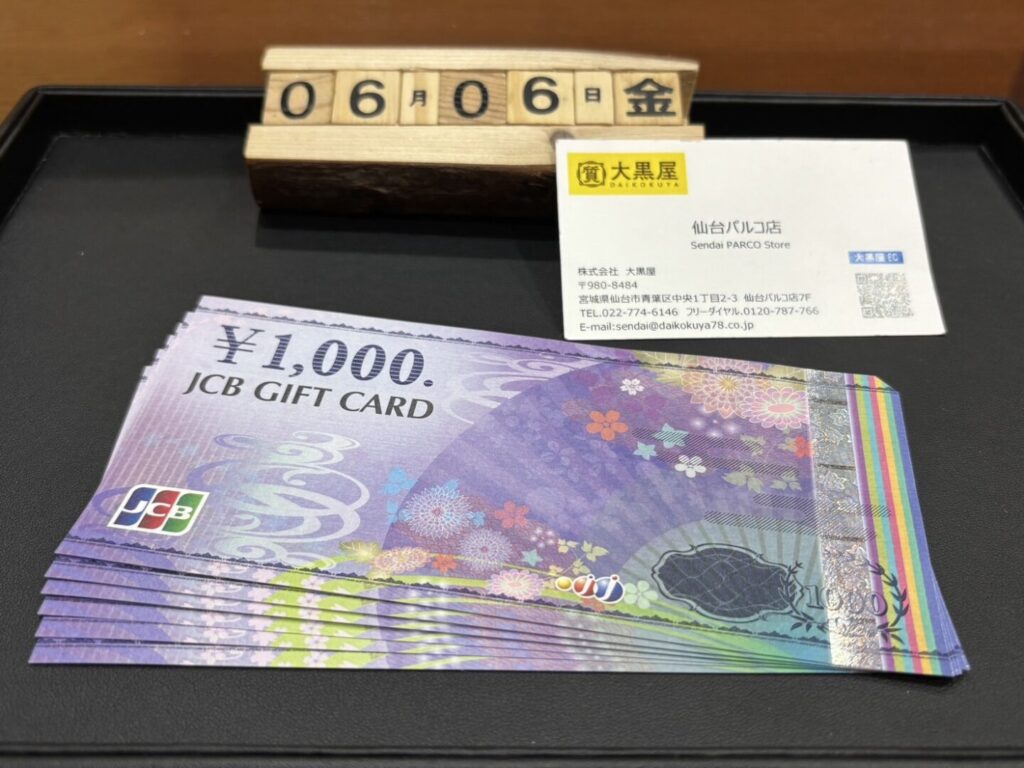 06月06日金
質 大黒屋
DAIKOKUYA
仙台パルコ店
Sendai PARCO Store
大黒屋 EC
株式会社 大黒屋
〒980-8484
宮城県仙台市青葉区中央1丁目2-3 仙台パルコ店7F
TEL.022-774-6146 フリーダイヤル.0120-787-766
E-mail:sendai@daikokuya78.co.jp
¥1,000.
JCB GIFT CARD
JCB
1000